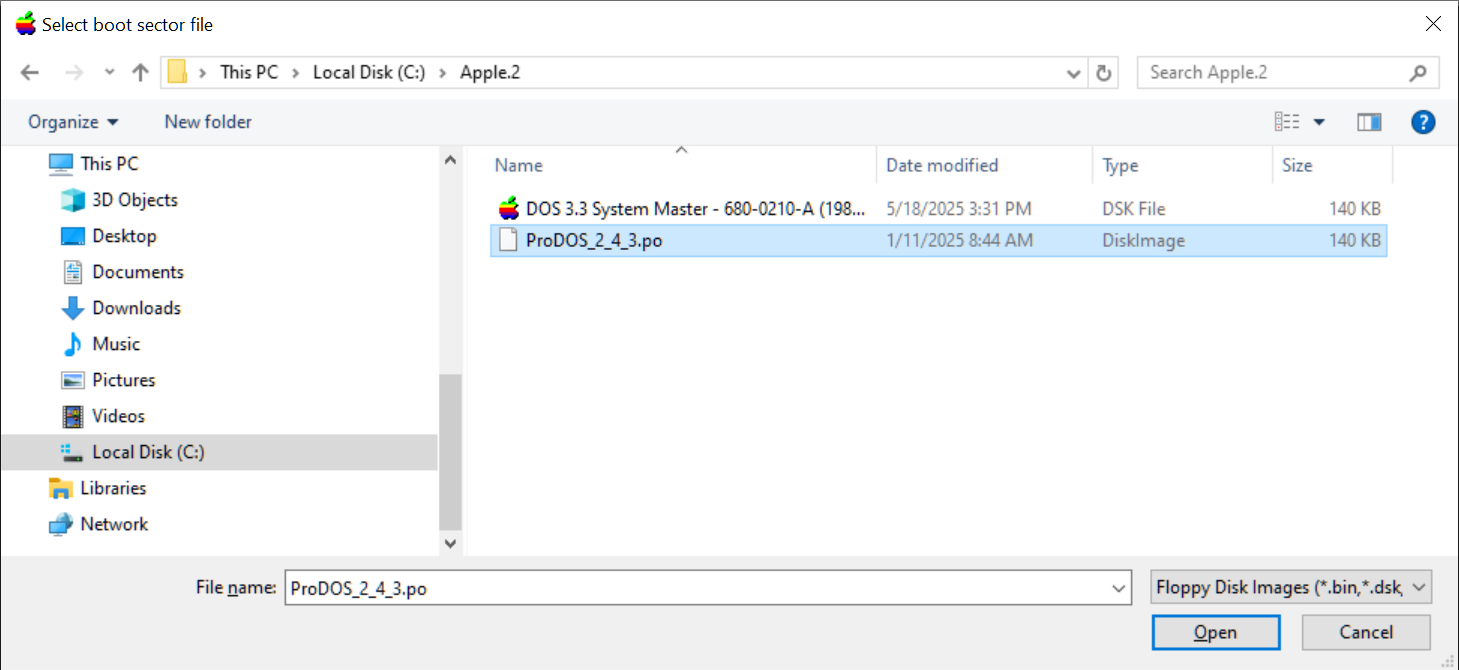 Select boot sector file
This PC Local Disk (C:) Apple.2 Search Apple.2
Organize New folder
This PC
3D Objects
Desktop
Documents
Downloads
Music
Pictures
Videos
Local Disk (C:)
Libraries
Network
Name Date modified Type Size
DOS 3.3 System Master - 680-0210-A (198... 5/18/2025 3:31 PM DSK File 140 KB
ProDOS_2_4_3.po 1/11/2025 8:44 AM DiskImage 140 KB
File name: ProDOS_2_4_3.po Floppy Disk Images (*.bin,*.dsk,
Open Cancel